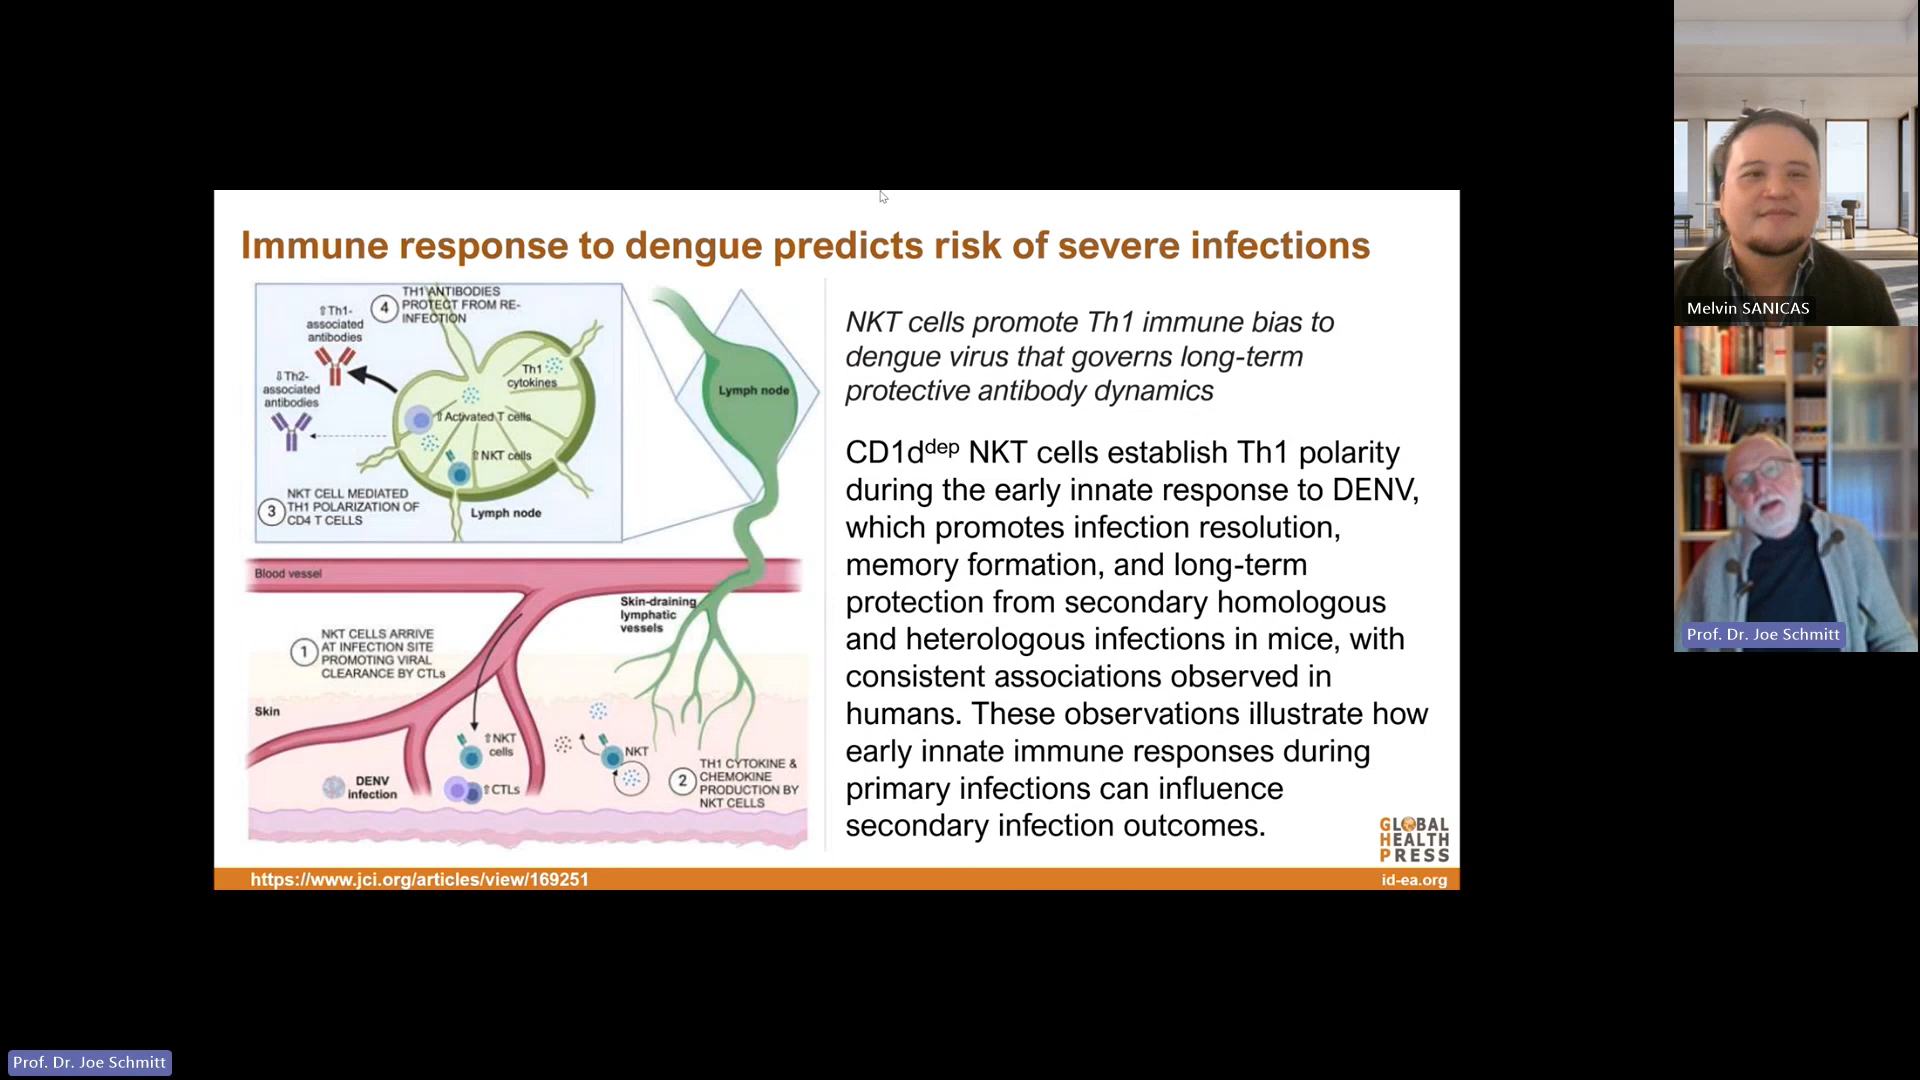 Immune response to dengue predicts risk of severe infections
4
TH1 ANTIBODIES
PROTECT FROM RE-
INFECTION
⇧Th1-
associated
antibodies
⇩Th2-
associated
antibodies
Th1
cytokines
⇧Activated T cells
⇧NKT cells
3
NKT CELL MEDIATED
TH1 POLARIZATION OF
CD4 T CELLS
Lymph node
Lymph node
Blood vessel
Skin-draining
lymphatic
vessels
1
NKT CELLS ARRIVE
AT INFECTION SITE
PROMOTING VIRAL
CLEARANCE BY CTLs
Skin
⇧NKT
cells
NKT
DENV
infection
⇧CTLs
2
TH1 CYTOKINE &
CHEMOKINE
PRODUCTION BY
NKT CELLS
NKT cells promote Th1 immune bias to
dengue virus that governs long-term
protective antibody dynamics
CD1d^dep NKT cells establish Th1 polarity
during the early innate response to DENV,
which promotes infection resolution,
memory formation, and long-term
protection from secondary homologous
and heterologous infections in mice, with
consistent associations observed in
humans. These observations illustrate how
early innate immune responses during
primary infections can influence
secondary infection outcomes.
GLOBAL
HEALTH
PRESS
https://www.jci.org/articles/view/169251
id-ea.org
Melvin SANICAS
Prof. Dr. Joe Schmitt
Prof. Dr. Joe Schmitt